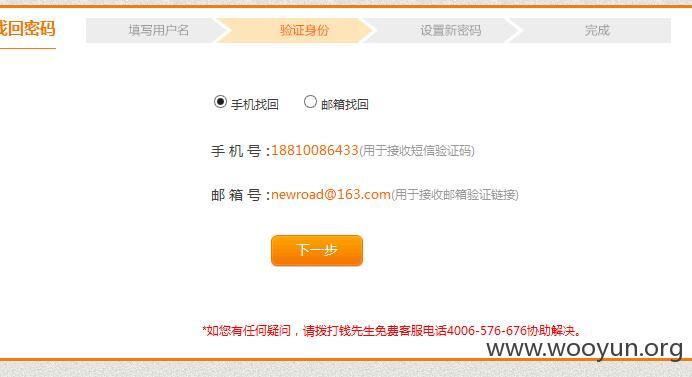 找回密码
填写用户名 验证身份 设置新密码 完成
手机找回 邮箱找回
手 机 号 :18810086433(用于接收短信验证码)
邮 箱 号 :newroad@163.com(用于接收邮箱验证链接)
下一步
*如您有任何疑问，请拨打钱先生免费客服电话4006-576-676协助解决。
www.wooyun.org